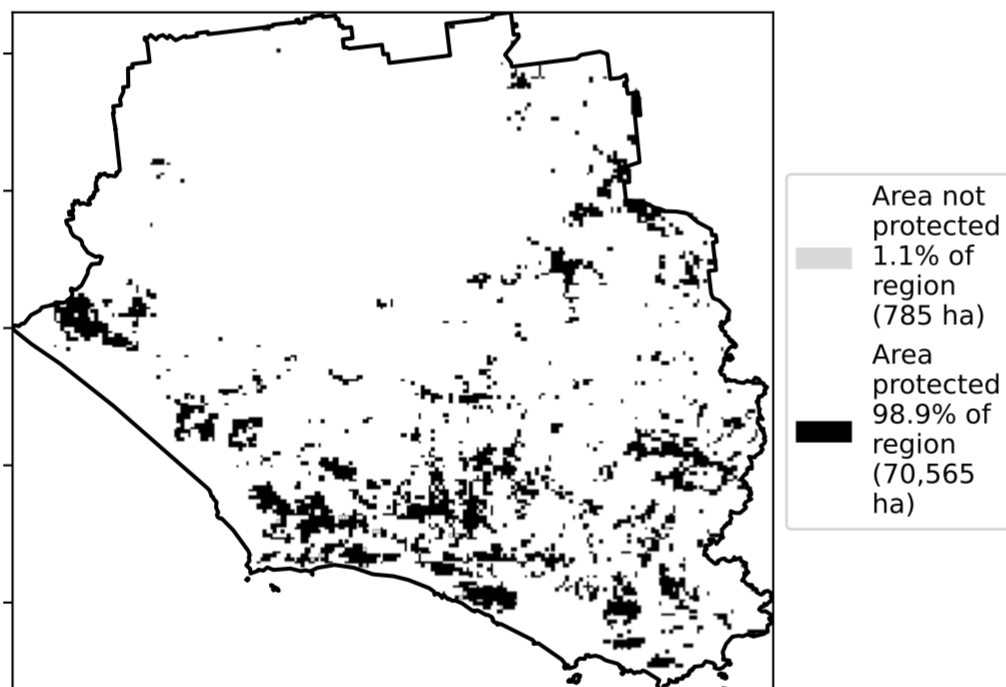 Area not
protected
1.1% of
region
(785 ha)
Area
protected
98.9% of
region
(70,565
ha)